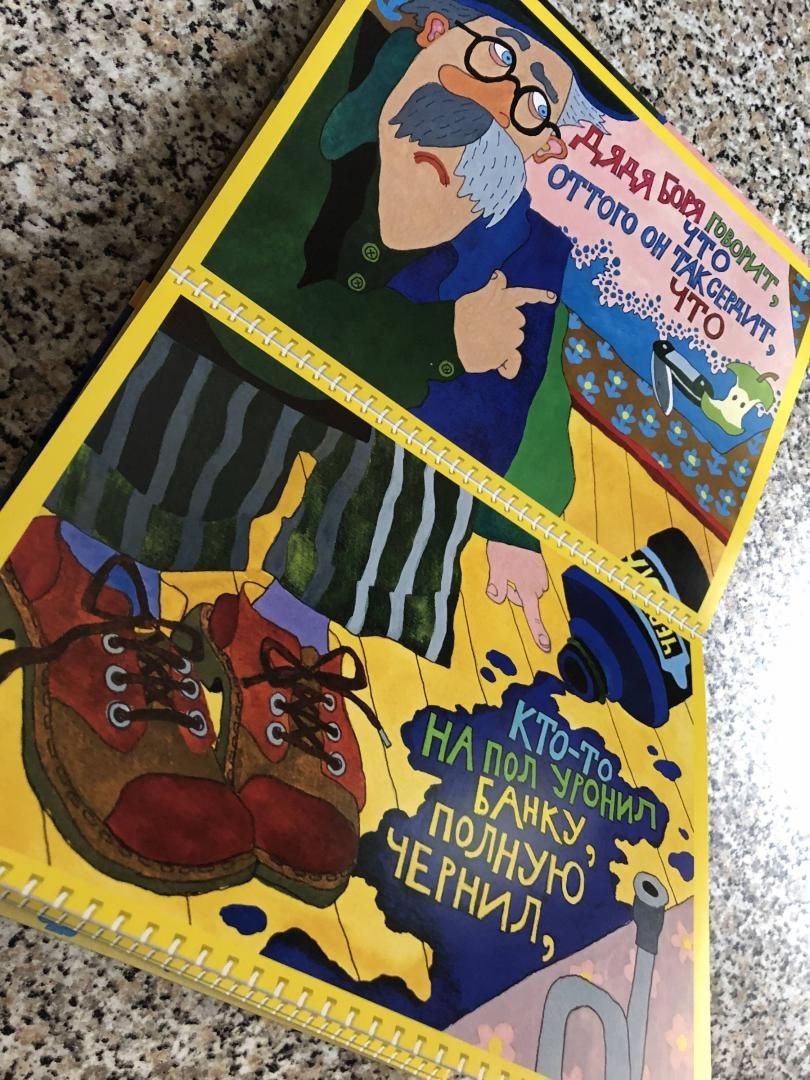 ДЯДЯ БОРЯ ГОВОРИТ,
ЧТО
ОТТОГО ОН ТАК СЕРДИТ,
ЧТО
КТО-ТО
НА ПОЛ УРОНИЛ
БАНКУ,
ПОЛНУЮ
ЧЕРНИЛ,